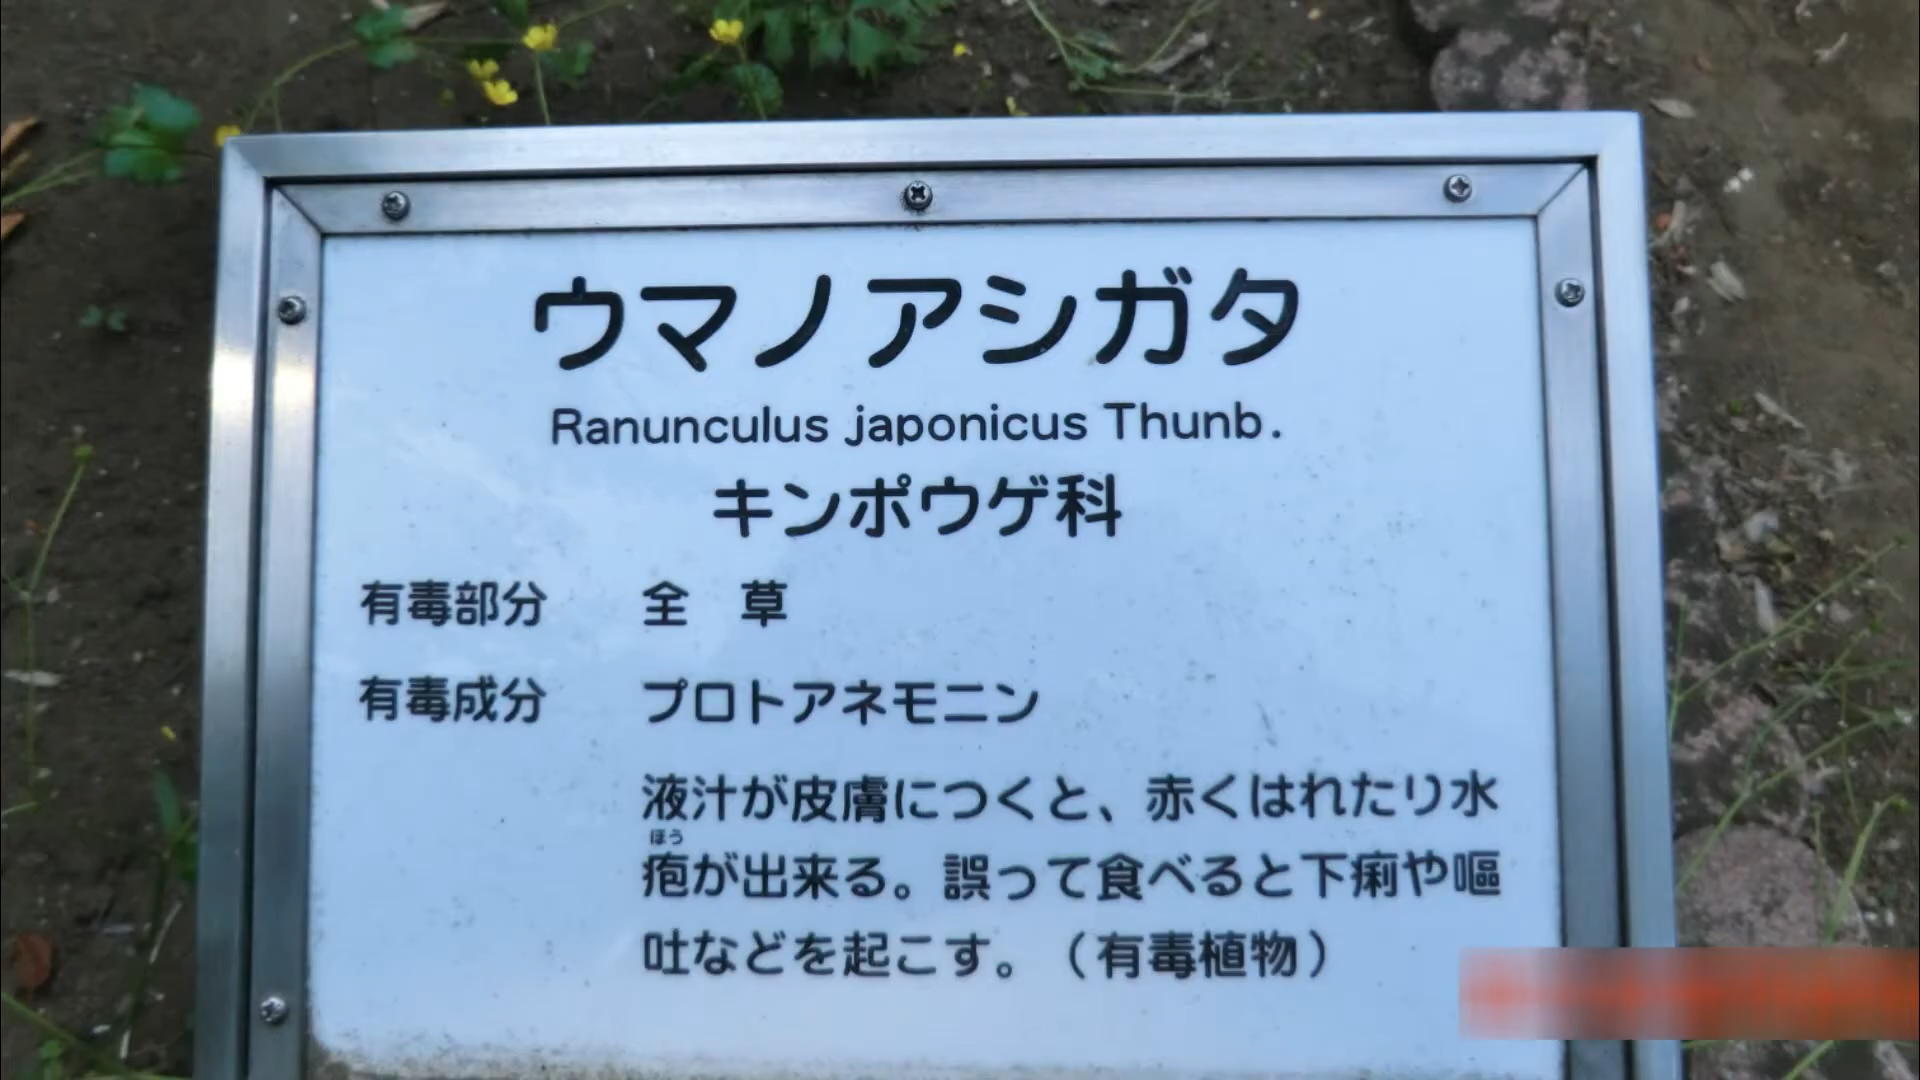 ウマノアシガタ
Ranunculus japonicus Thunb.
キンポウゲ科
有毒部分　全　草
有毒成分　プロトアネモニン
液汁が皮膚につくと、赤くはれたり水
ほう
疱が出来る。誤って食べると下痢や嘔
吐などを起こす。（有毒植物）